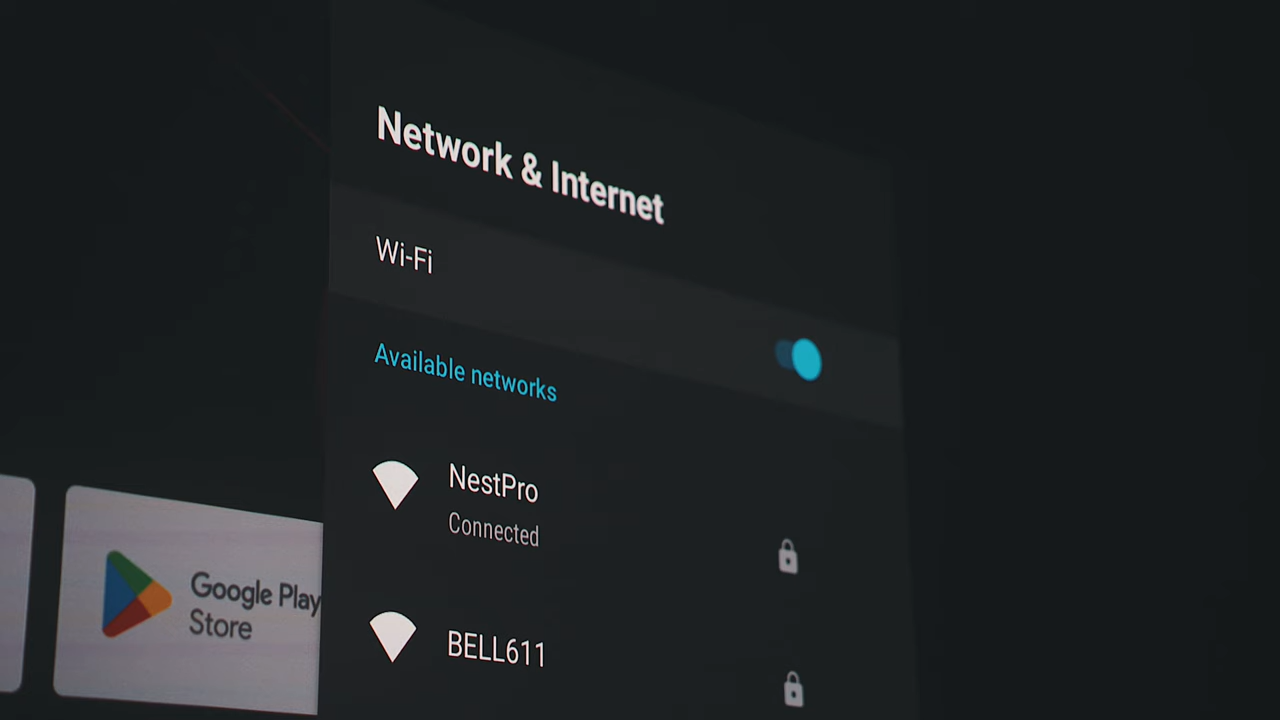 Network & Internet
Wi-Fi
Available networks
NestPro
Connected
BELL611
Google Play
Store